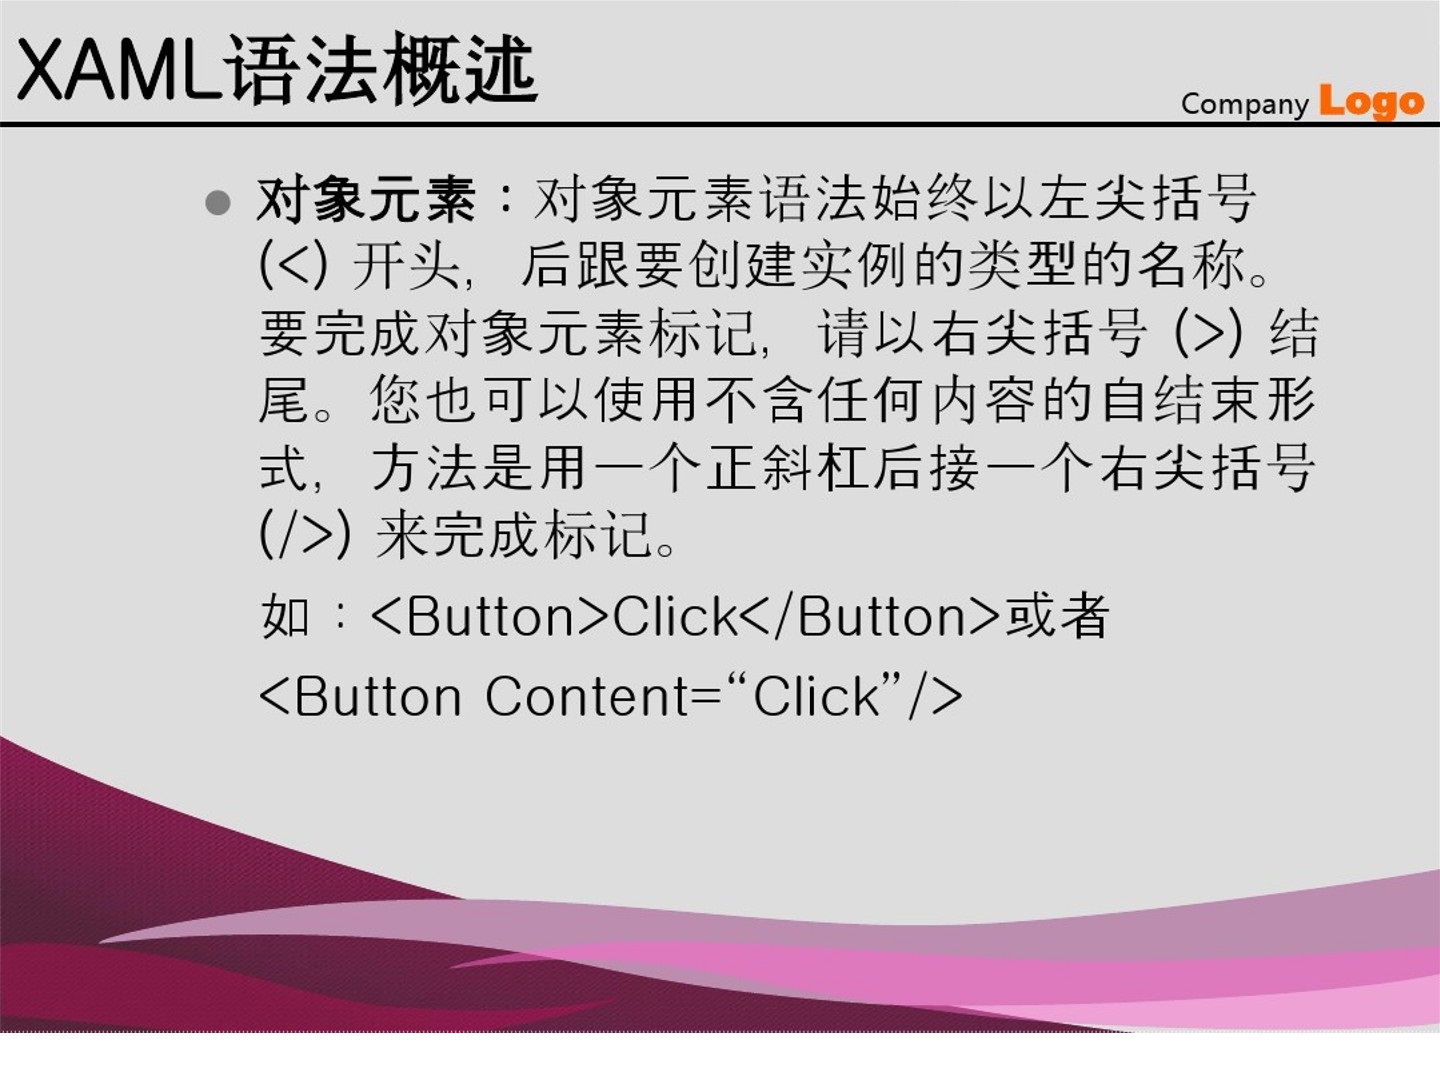 XAML语法概述
Company Logo
对象元素：对象元素语法始终以左尖括号
(<) 开头，后跟要创建实例的类型的名称。
要完成对象元素标记，请以右尖括号 (>) 结
尾。您也可以使用不含任何内容的自结束形
式，方法是用一个正斜杠后接一个右尖括号
(/>) 来完成标记。
如：<Button>Click</Button>或者
<Button Content=“Click”/>